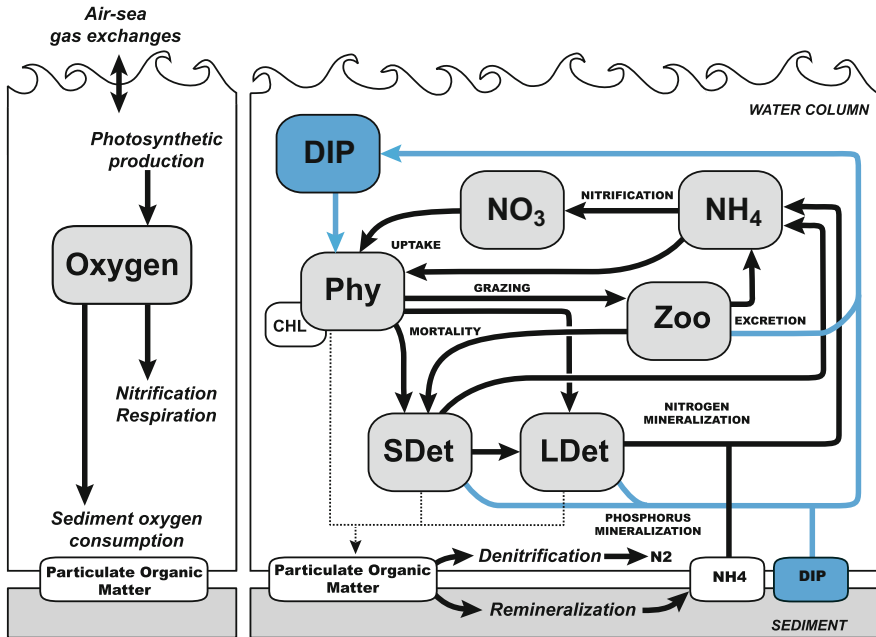 Air-sea
gas exchanges
Photosynthetic
production
Oxygen
Nitrification
Respiration
Sediment oxygen
consumption
Particulate Organic
Matter
WATER COLUMN
DIP
NO3
NITRIFICATION
NH4
UPTAKE
Phy
CHL
GRAZING
Zoo
EXCRETION
MORTALITY
SDet
LDet
NITROGEN
MINERALIZATION
PHOSPHORUS
MINERALIZATION
Particulate Organic
Matter
Denitrification
N2
Remineralization
NH4
DIP
SEDIMENT